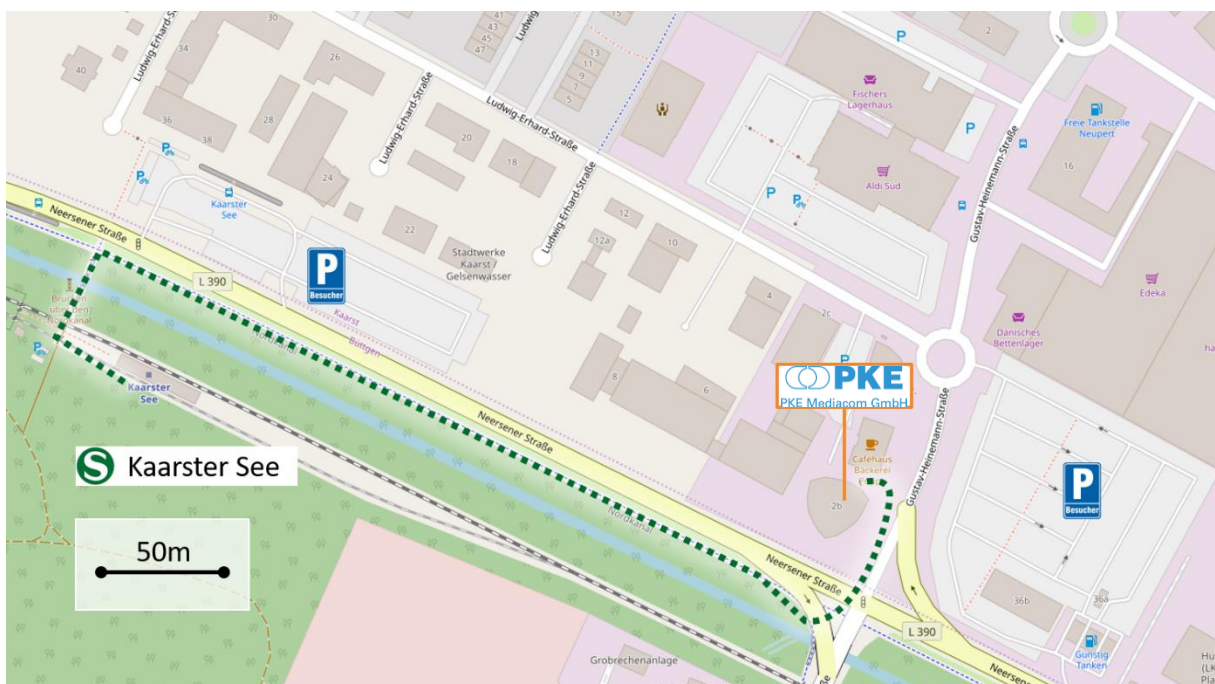 41
43
45
47
15
30
34
26
40
Ludwig-Erhard-Straße
Ludwig-Erhard-Straße
13
11
9
7
5
P
2
Fischers
Lagerhaus
Freie Tankstelle
Neupert
36
38
28
20
18
24
Ludwig-Erhard-Straße
P
16
Aldi Süd
Gustav-Heinemann-Straße
Kaarster
See
Neersener Straße
22
12
12a
10
Ludwig-Erhard-Straße
P
Stadtwerke
Kaarst
Gelsenwasser
P
Besucher
L 390
Edeka
4
2c
Dänisches
Bettenlager
Kaarst
Büttgen
Nordkanal
Brücken
über den
Nordkanal
P
PKE
PKE Mediacom GmbH
8
6
Kaarster
See
Neersener Straße
Gustav-Heinemann-Straße
Cafehaus
Bäckerei
S Kaarster See
2b
P
Besucher
Nordkanal
50m
Neersener Straße
36b
36a
L 390
Günstig
Tanken
Grobrechenanlage
Neersener